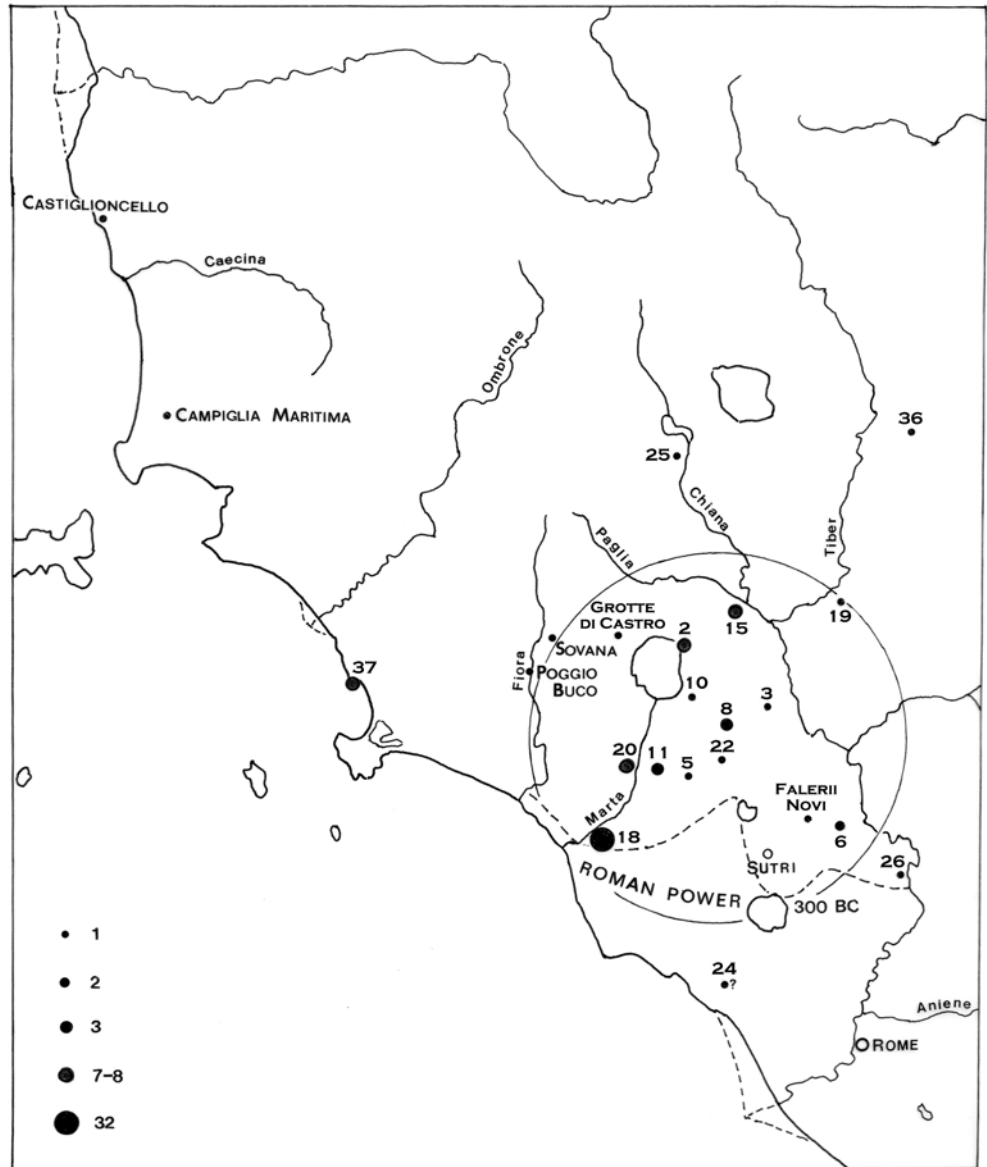 CASTIGLIONCELLO
Caecina
Ombrone
CAMPIGLIA MARITIMA
36
25
Chiana
Tiber
Paglia
GROTTE
DI CASTRO
2
15
19
SOVANA
Fiora
POGGIO
BUCO
37
10
3
8
20
11
5
22
FALERII
NOVI
Marta
18
6
SUTRI
26
ROMAN POWER
300 BC
24
?
Aniene
ROME
1
2
3
7-8
32